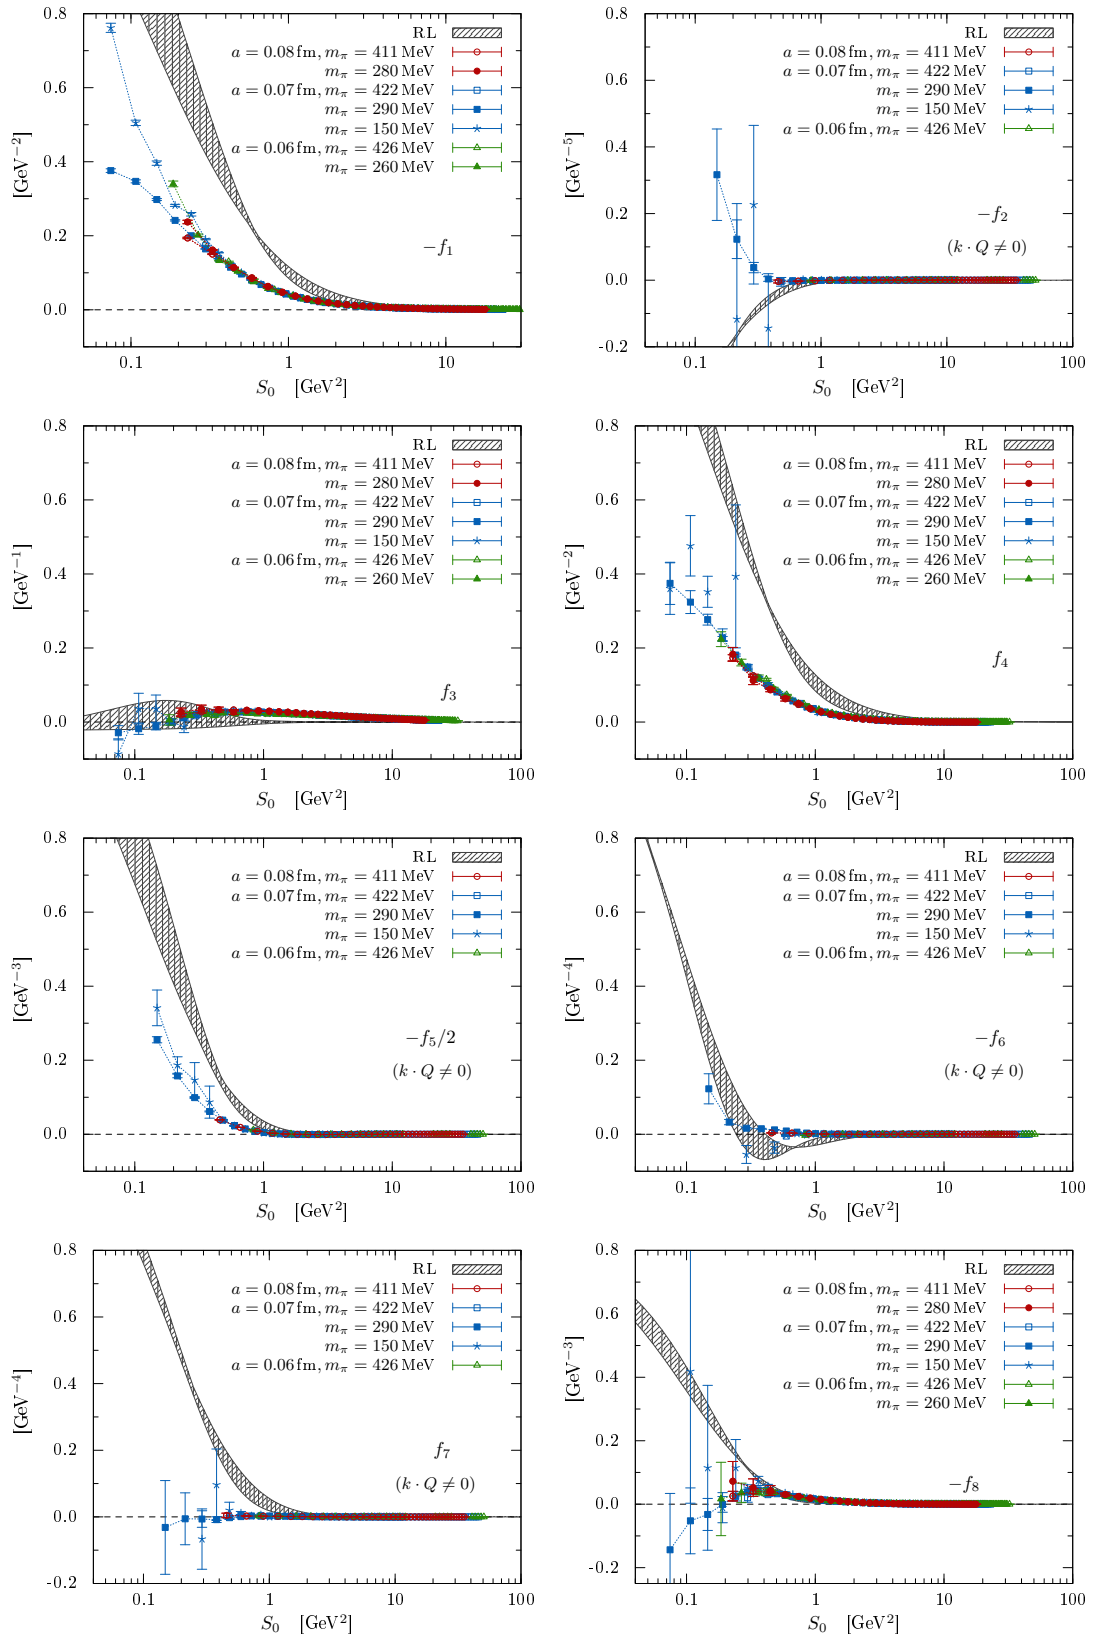 0.8
0.6
0.4
0.2
0.0
0.1
1
10
[GeV⁻²]
S₀ [GeV²]
RL
a = 0.08 fm, mπ = 411 MeV
mπ = 280 MeV
a = 0.07 fm, mπ = 422 MeV
mπ = 290 MeV
mπ = 150 MeV
a = 0.06 fm, mπ = 426 MeV
mπ = 260 MeV
−f₁
0.8
0.6
0.4
0.2
0.0
-0.2
0.1
1
10
100
[GeV⁻⁵]
S₀ [GeV²]
RL
a = 0.08 fm, mπ = 411 MeV
a = 0.07 fm, mπ = 422 MeV
mπ = 290 MeV
mπ = 150 MeV
a = 0.06 fm, mπ = 426 MeV
−f₂
(k · Q ≠ 0)
0.8
0.6
0.4
0.2
0.0
0.1
1
10
100
[GeV⁻¹]
S₀ [GeV²]
RL
a = 0.08 fm, mπ = 411 MeV
mπ = 280 MeV
a = 0.07 fm, mπ = 422 MeV
mπ = 290 MeV
mπ = 150 MeV
a = 0.06 fm, mπ = 426 MeV
mπ = 260 MeV
f₃
0.8
0.6
0.4
0.2
0.0
0.1
1
10
100
[GeV⁻²]
S₀ [GeV²]
RL
a = 0.08 fm, mπ = 411 MeV
mπ = 280 MeV
a = 0.07 fm, mπ = 422 MeV
mπ = 290 MeV
mπ = 150 MeV
a = 0.06 fm, mπ = 426 MeV
mπ = 260 MeV
f₄
0.8
0.6
0.4
0.2
0.0
0.1
1
10
100
[GeV⁻³]
S₀ [GeV²]
RL
a = 0.08 fm, mπ = 411 MeV
a = 0.07 fm, mπ = 422 MeV
mπ = 290 MeV
mπ = 150 MeV
a = 0.06 fm, mπ = 426 MeV
−f₅/2
(k · Q ≠ 0)
0.8
0.6
0.4
0.2
0.0
0.1
1
10
100
[GeV⁻⁴]
S₀ [GeV²]
RL
a = 0.08 fm, mπ = 411 MeV
a = 0.07 fm, mπ = 422 MeV
mπ = 290 MeV
mπ = 150 MeV
a = 0.06 fm, mπ = 426 MeV
−f₆
(k · Q ≠ 0)
0.8
0.6
0.4
0.2
0.0
-0.2
0.1
1
10
100
[GeV⁻⁴]
S₀ [GeV²]
RL
a = 0.08 fm, mπ = 411 MeV
a = 0.07 fm, mπ = 422 MeV
mπ = 290 MeV
mπ = 150 MeV
a = 0.06 fm, mπ = 426 MeV
f₇
(k · Q ≠ 0)
0.8
0.6
0.4
0.2
0.0
-0.2
0.1
1
10
100
[GeV⁻³]
S₀ [GeV²]
RL
a = 0.08 fm, mπ = 411 MeV
mπ = 280 MeV
a = 0.07 fm, mπ = 422 MeV
mπ = 290 MeV
mπ = 150 MeV
a = 0.06 fm, mπ = 426 MeV
mπ = 260 MeV
−f₈